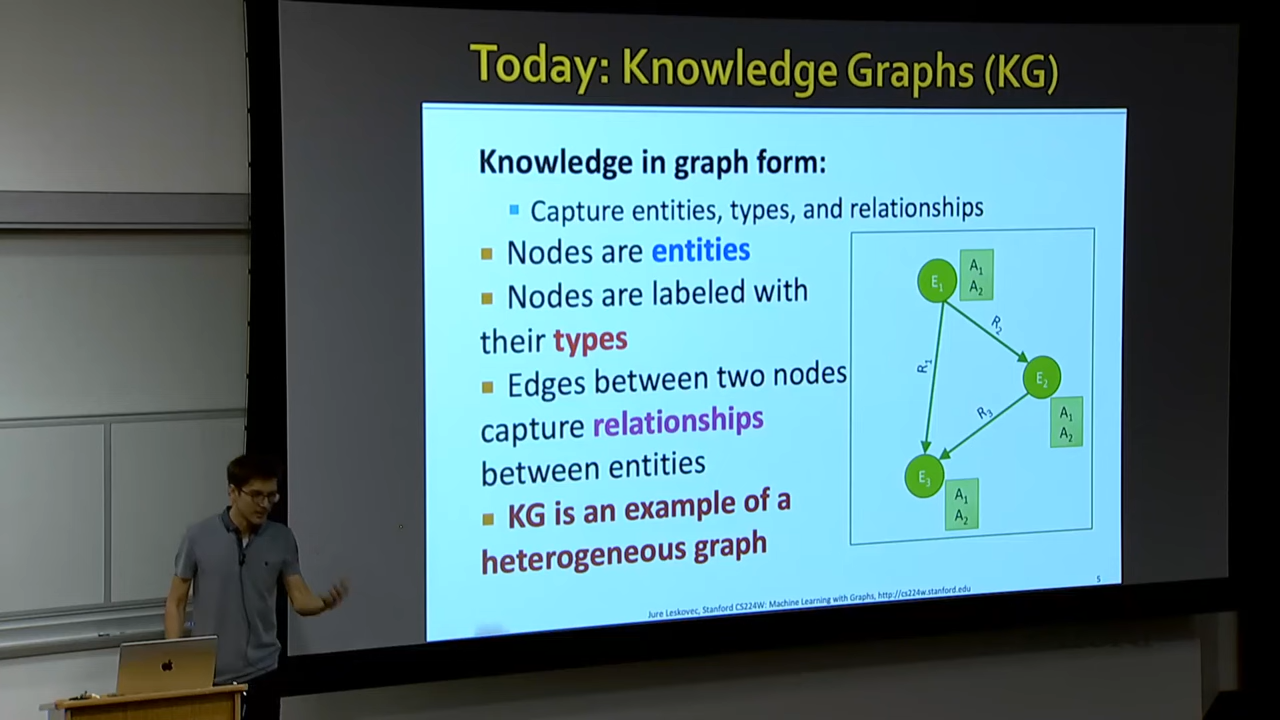 Today: Knowledge Graphs (KG)
Knowledge in graph form:
Capture entities, types, and relationships
Nodes are entities
Nodes are labeled with
their types
Edges between two nodes
capture relationships
between entities
KG is an example of a
heterogeneous graph
E1
A1
A2
R2
R1
E2
A1
A2
R3
E3
A1
A2
Jure Leskovec, Stanford CS224W: Machine Learning with Graphs, http://cs224w.stanford.edu
5